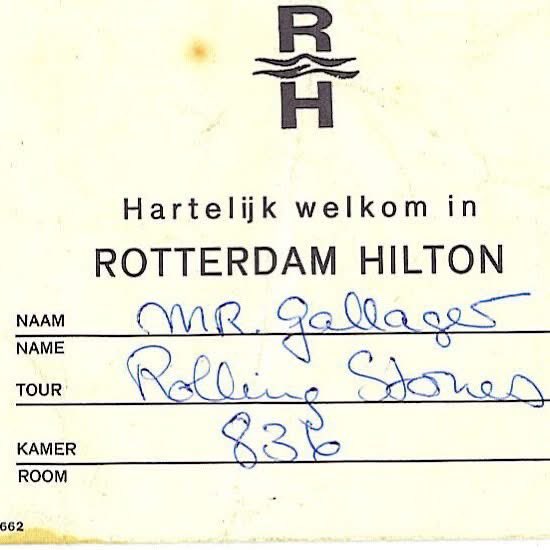 R
H
Hartelijk welkom in
ROTTERDAM HILTON
NAAM MR. Gallager
NAME
TOUR Rolling Stones
KAMER 836
ROOM
662